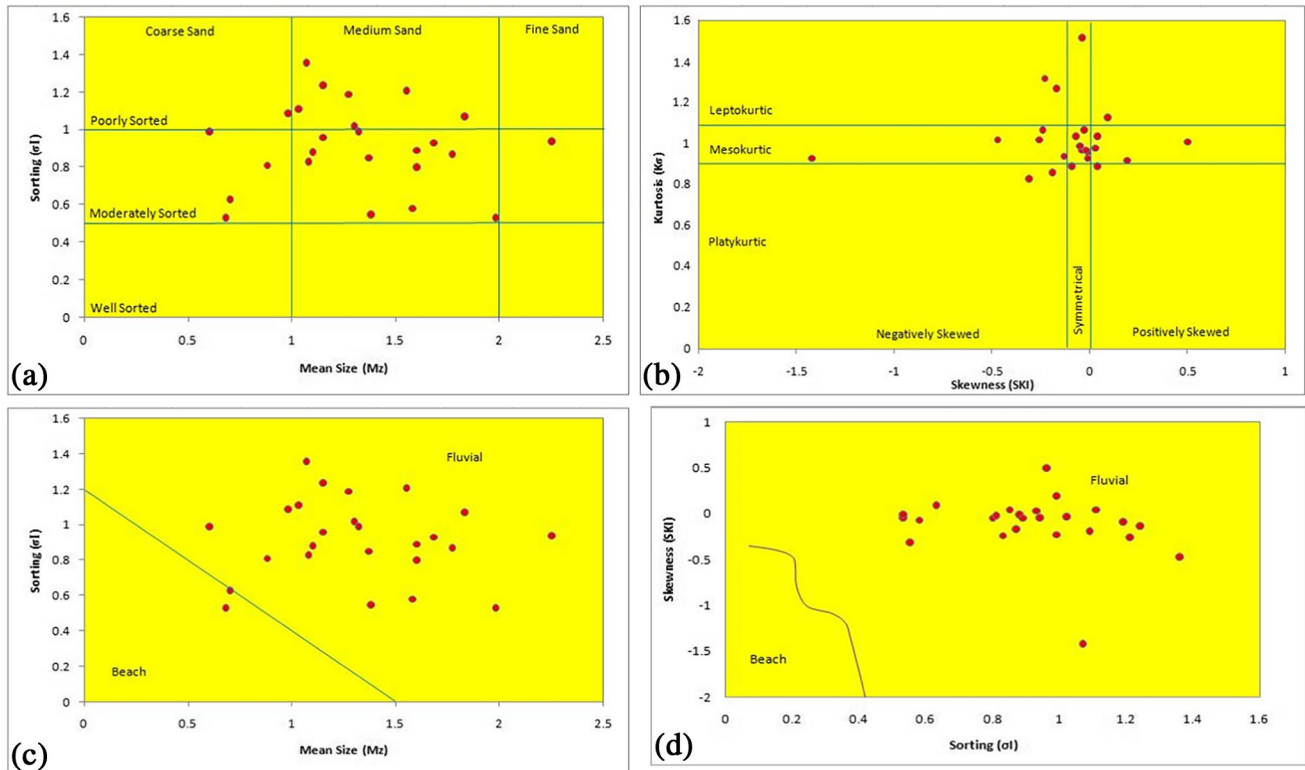 1.6
1.4
1.2
1
0.8
0.6
0.4
0.2
0
Sorting (σI)
Coarse Sand
Medium Sand
Fine Sand
Poorly Sorted
Moderately Sorted
Well Sorted
0
0.5
1
1.5
2
2.5
Mean Size (Mz)
(a)
1.6
1.4
1.2
1
0.8
0.6
0.4
0.2
0
Kurtosis (Kσ)
Leptokurtic
Mesokurtic
Platykurtic
Negatively Skewed
Symmetrical
Positively Skewed
-2
-1.5
-1
-0.5
0
0.5
1
Skewness (SKI)
(b)
1.6
1.4
1.2
1
0.8
0.6
0.4
0.2
0
Sorting (σI)
Fluvial
Beach
0
0.5
1
1.5
2
2.5
Mean Size (Mz)
(c)
1
0.5
0
-0.5
-1
-1.5
-2
Skewness (SKI)
Fluvial
Beach
0
0.2
0.4
0.6
0.8
1
1.2
1.4
1.6
Sorting (σI)
(d)